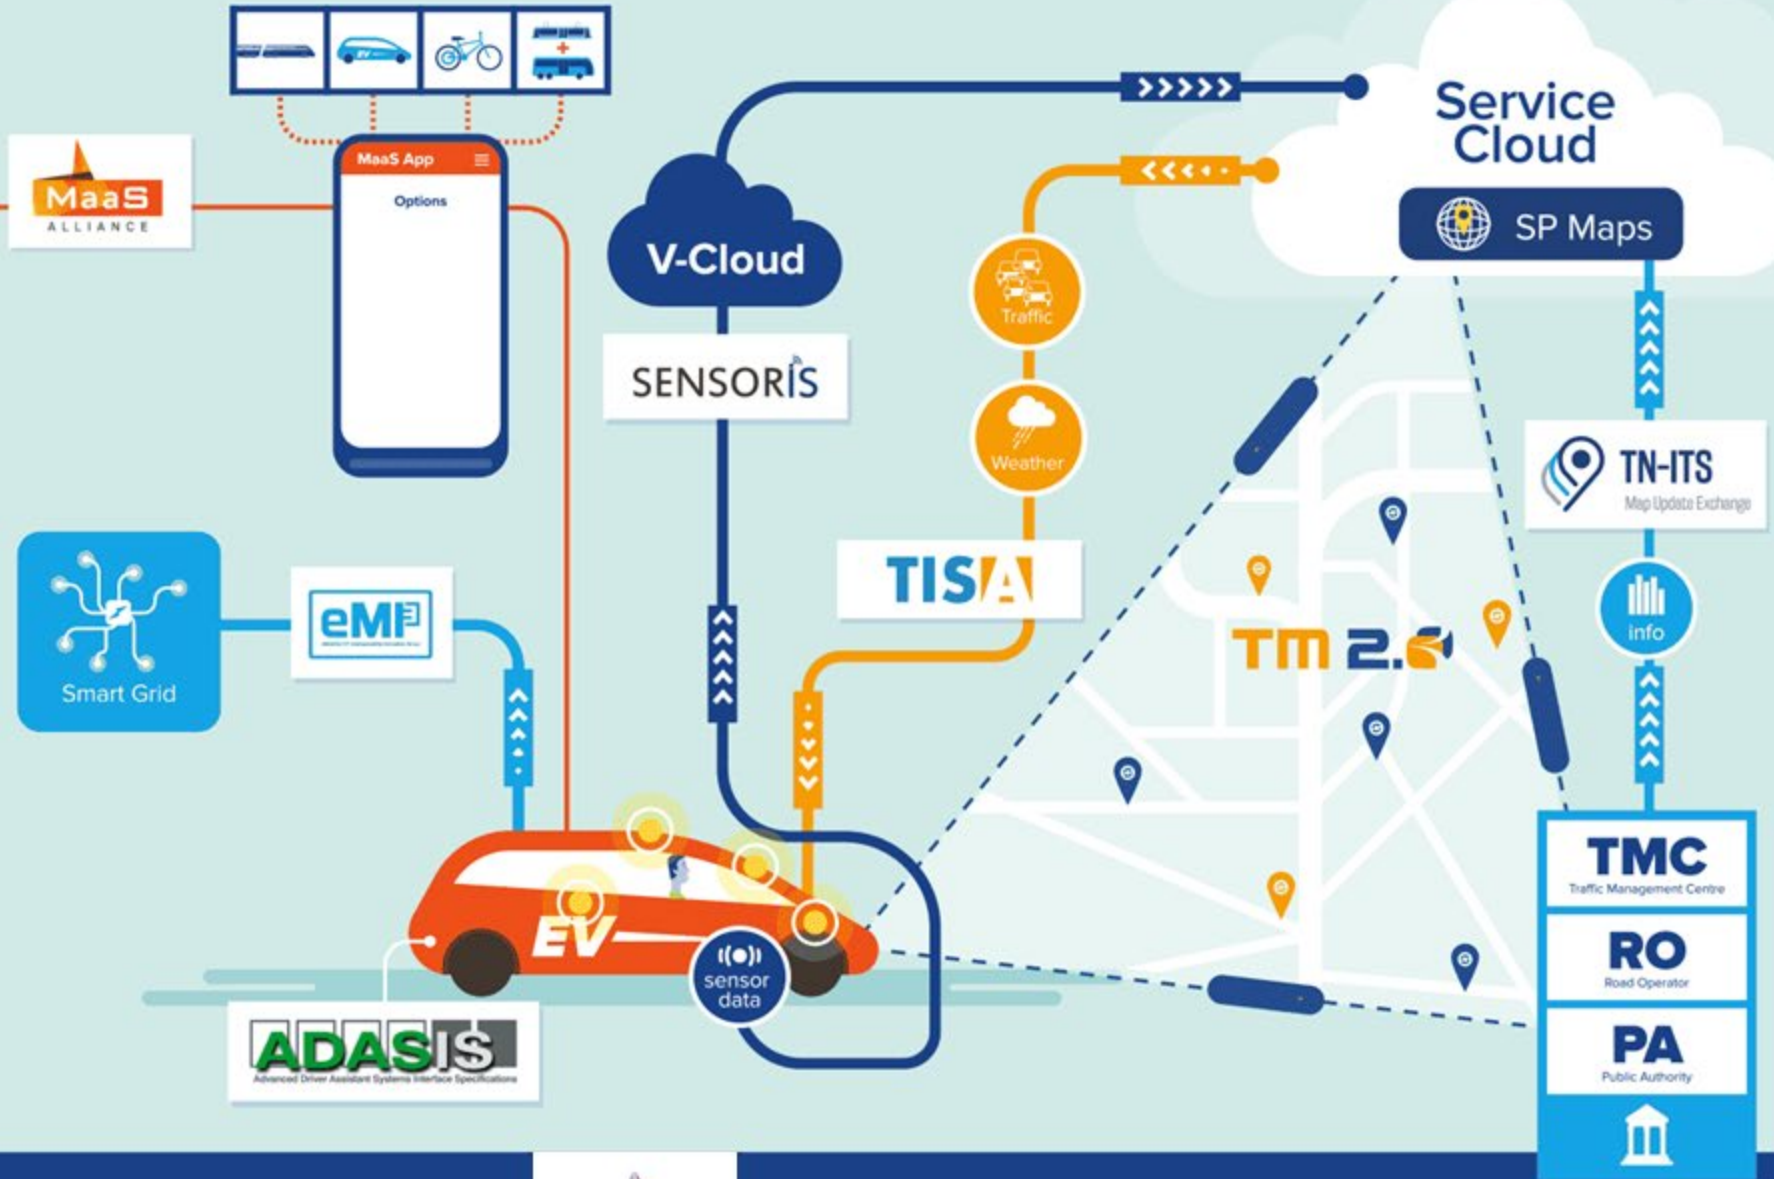 EV
MaaS
ALLIANCE
MaaS App
Options
V-Cloud
SENSORIS
Service
Cloud
SP Maps
Traffic
Weather
TISA
TN-ITS
Map Update Exchange
info
Smart Grid
eMI3
TM 2.0
EV
sensor
data
ADASIS
Advanced Driver Assistant Systems Interface Specifications
TMC
Traffic Management Centre
RO
Road Operator
PA
Public Authority